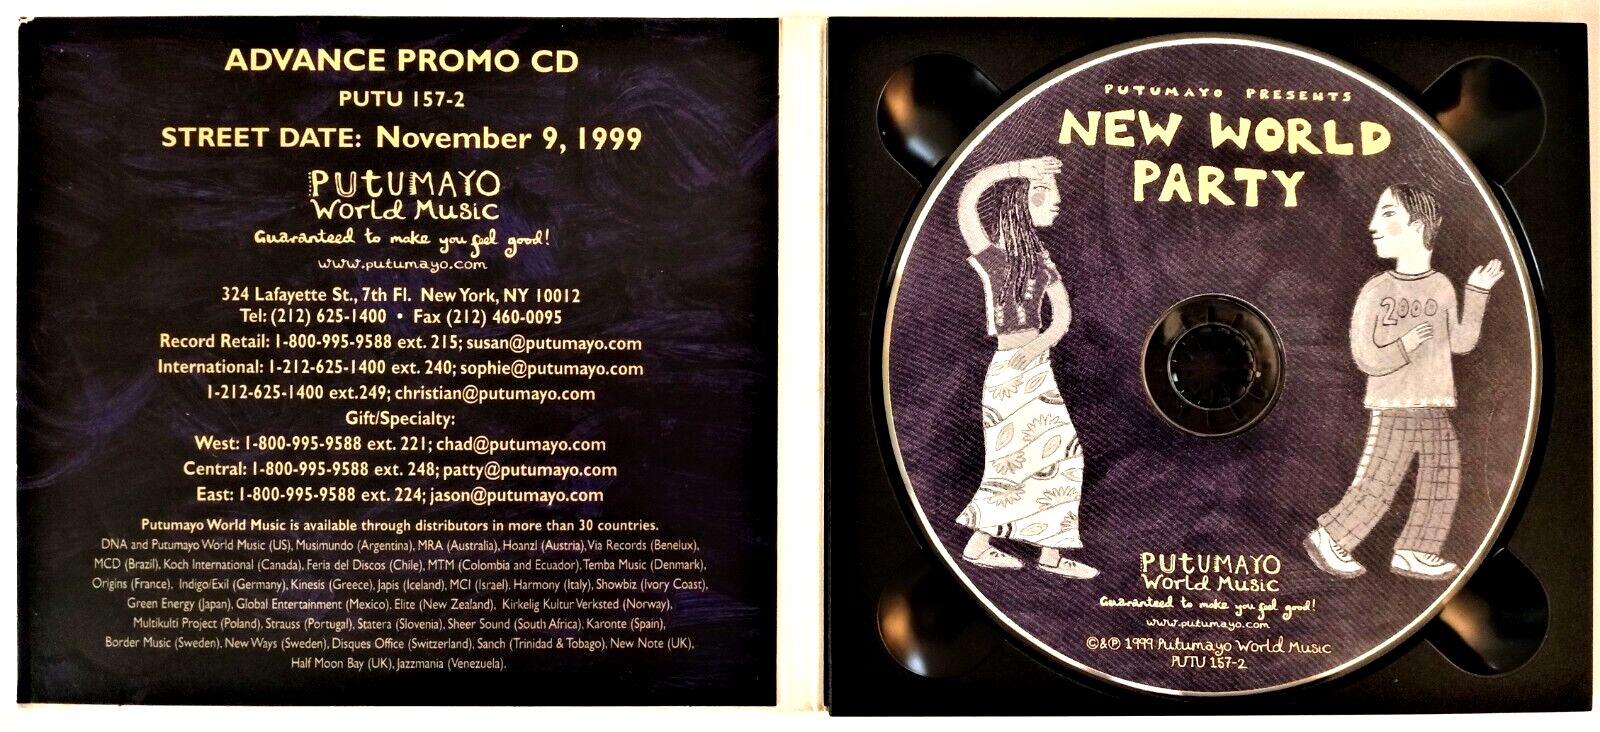 ADVANCE PROMO CD
PUTU 157-2
STREET DATE: November 9, 1999
PUTUMAYO
World Music
Guaranteed to make you feel good!
www.putumayo.com
324 Lafayette St., 7th Fl. New York, NY 10012
Tel: (212) 625-1400 • Fax (212) 460-0095
Record Retail: 1-800-995-9588 ext. 215; susan@putumayo.com
International: 1-212-625-1400 ext. 240; sophie@putumayo.com
1-212-625-1400 ext.249; christian@putumayo.com
Gift/Specialty:
West: 1-800-995-9588 ext. 221; chad@putumayo.com
Central: 1-800-995-9588 ext. 248; patty@putumayo.com
East: 1-800-995-9588 ext. 224; jason@putumayo.com
Putumayo World Music is available through distributors in more than 30 countries.
DNA and Putumayo World Music (US), Musimundo (Argentina), MRA (Australia), Hoanzl (Austria), Via Records (Benelux),
MCD (Brazil), Koch International (Canada), Feria del Discos (Chile), MTM (Colombia and Ecuador), Temba Music (Denmark),
Origins (France), Indigo/Exil (Germany), Kinesis (Greece), Japis (Iceland), MCI (Israel), Harmony (Italy), Showbiz (Ivory Coast),
Green Energy (Japan), Global Entertainment (Mexico), Elite (New Zealand), Kirkelig Kultur Verksted (Norway),
Multikulti Project (Poland), Strauss (Portugal), Statera (Slovenia), Sheer Sound (South Africa), Karonte (Spain),
Border Music (Sweden), New Ways (Sweden), Disques Office (Switzerland), Sanch (Trinidad & Tobago), New Note (UK),
Half Moon Bay (UK), Jazzmania (Venezuela).
PUTUMAYO PRESENTS
NEW WORLD
PARTY
2000
PUTUMAYO
World Music
Guaranteed to make you feel good!
www.putumayo.com
©&℗ 1999 Putumayo World Music
PUTU 157-2